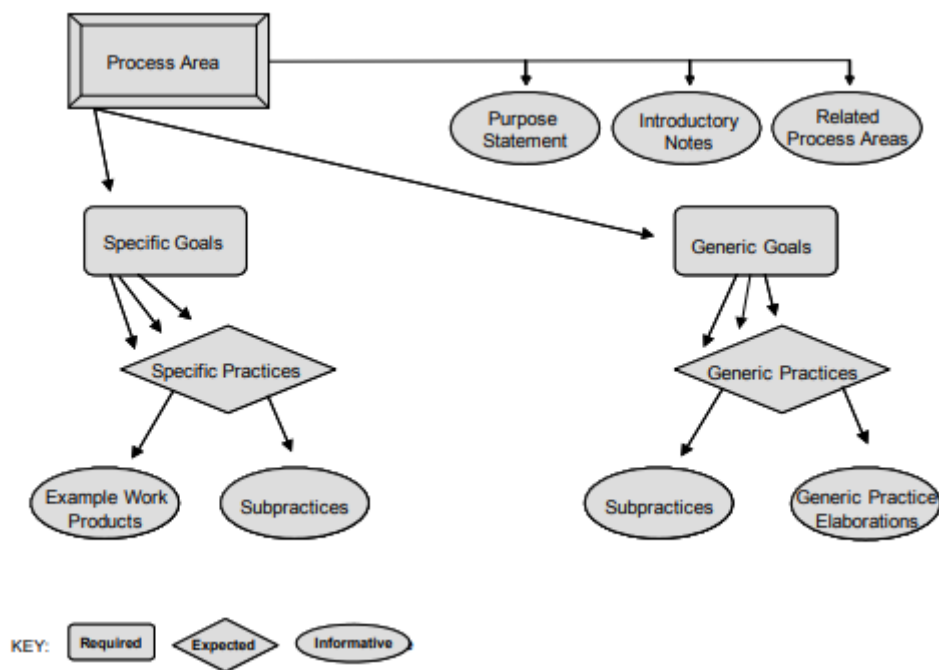 Process Area
Purpose
Statement
Introductory
Notes
Related
Process Areas
Specific Goals
Generic Goals
Specific Practices
Generic Practices
Example Work
Products
Subpractices
Subpractices
Generic Practice
Elaborations
KEY:
Required
Expected
Informative